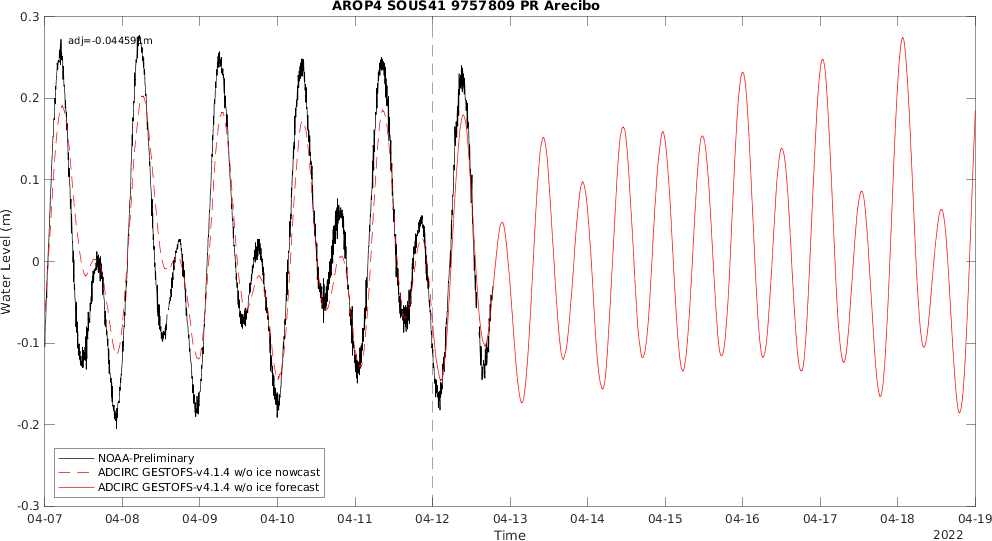 AROP4 SOUS41 9757809 PR Arecibo
adj=-0.044591m
0.3
0.2
0.1
0
-0.1
-0.2
-0.3
Water Level (m)
NOAA-Preliminary
ADCIRC GESTOFS-v4.1.4 w/o ice nowcast
ADCIRC GESTOFS-v4.1.4 w/o ice forecast
04-07 04-08 04-09 04-10 04-11 04-12 04-13 04-14 04-15 04-16 04-17 04-18 04-19
Time
2022